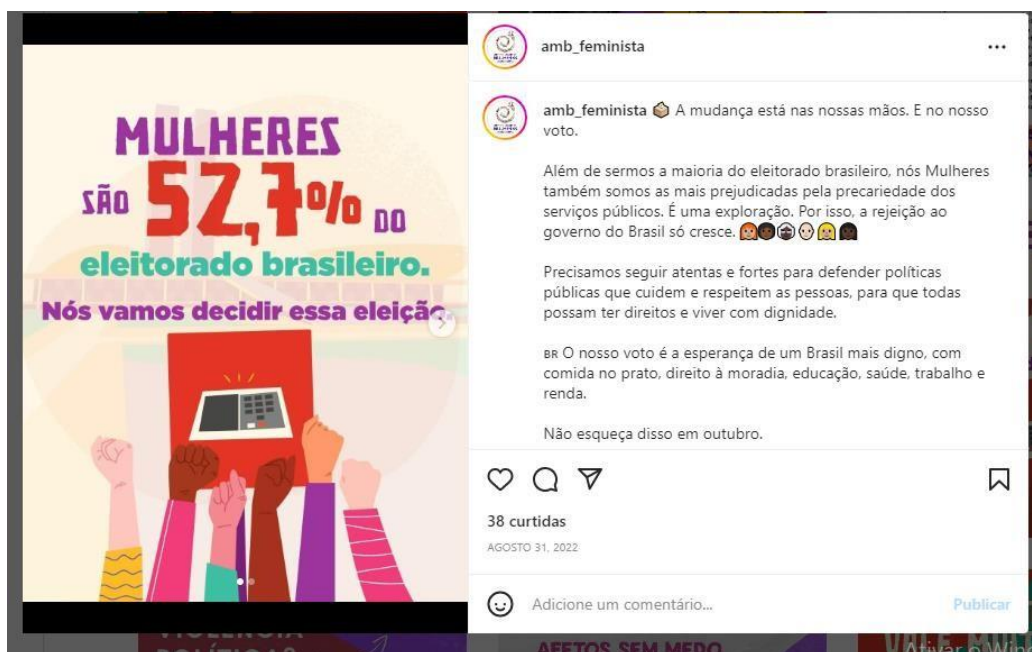 MULHERES
SÃO 52,7% DO
eleitorado brasileiro.
Nós vamos decidir essa eleição.
amb_feminista
amb_feminista A mudança está nas nossas mãos. E no nosso
voto.
Além de sermos a maioria do eleitorado brasileiro, nós Mulheres
também somos as mais prejudicadas pela precariedade dos
serviços públicos. É uma exploração. Por isso, a rejeição ao
governo do Brasil só cresce.
Precisamos seguir atentas e fortes para defender políticas
públicas que cuidem e respeitem as pessoas, para que todas
possam ter direitos e viver com dignidade.
BR O nosso voto é a esperança de um Brasil mais digno, com
comida no prato, direito à moradia, educação, saúde, trabalho e
renda.
Não esqueça disso em outubro.
38 curtidas
AGOSTO 31, 2022
Adicione um comentário...
Publicar
VIOLÊNCIA
AFETOS SEM MEDO
Ativar o Win